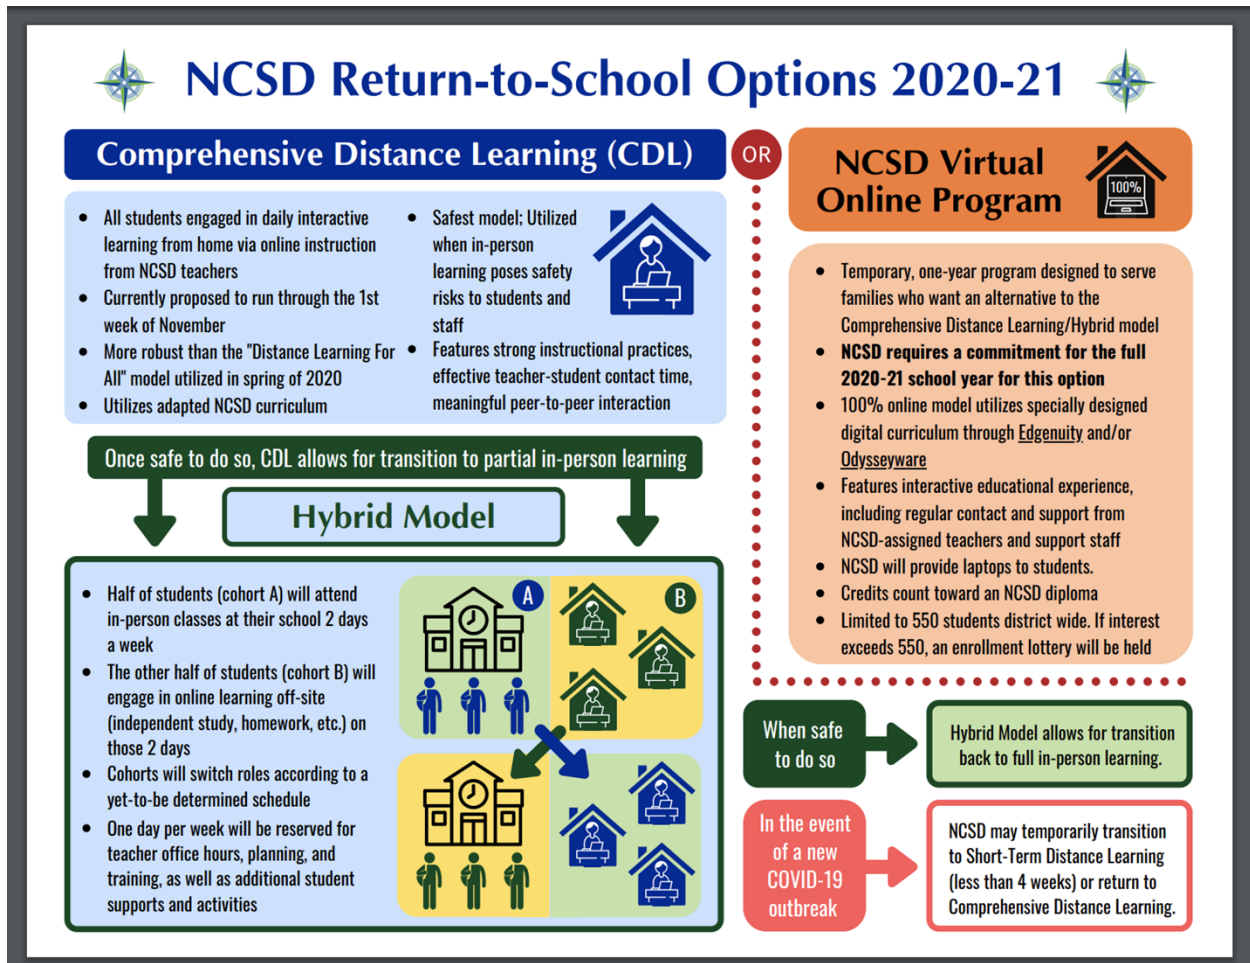 NCSD Return-to-School Options 2020-21
Comprehensive Distance Learning (CDL)
All students engaged in daily interactive
learning from home via online instruction
from NCSD teachers
Currently proposed to run through the 1st
week of November
More robust than the "Distance Learning For
All" model utilized in spring of 2020
Utilizes adapted NCSD curriculum
Safest model; Utilized
when in-person
learning poses safety
risks to students and
staff
Features strong instructional practices,
effective teacher-student contact time,
meaningful peer-to-peer interaction
Once safe to do so, CDL allows for transition to partial in-person learning
Hybrid Model
Half of students (cohort A) will attend
in-person classes at their school 2 days
a week
The other half of students (cohort B) will
engage in online learning off-site
(independent study, homework, etc.) on
those 2 days
Cohorts will switch roles according to a
yet-to-be determined schedule
One day per week will be reserved for
teacher office hours, planning, and
training, as well as additional student
supports and activities
A
B
OR
NCSD Virtual
Online Program
100%
Temporary, one-year program designed to serve
families who want an alternative to the
Comprehensive Distance Learning/Hybrid model
NCSD requires a commitment for the full
2020-21 school year for this option
100% online model utilizes specially designed
digital curriculum through Edgenuity and/or
Odysseyware
Features interactive educational experience,
including regular contact and support from
NCSD-assigned teachers and support staff
NCSD will provide laptops to students.
Credits count toward an NCSD diploma
Limited to 550 students district wide. If interest
exceeds 550, an enrollment lottery will be held
When safe
to do so
Hybrid Model allows for transition
back to full in-person learning.
In the event
of a new
COVID-19
outbreak
NCSD may temporarily transition
to Short-Term Distance Learning
(less than 4 weeks) or return to
Comprehensive Distance Learning.